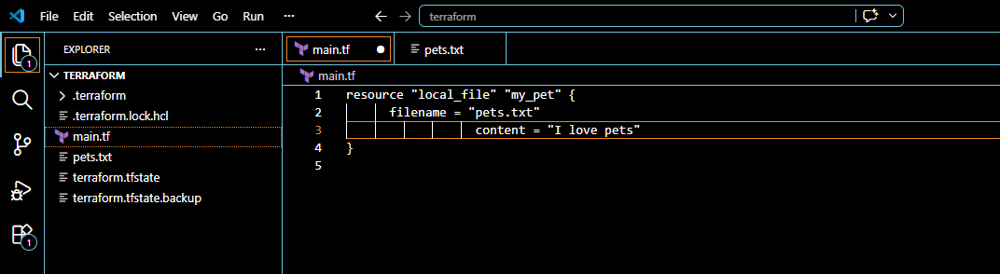 File Edit Selection View Go Run ···
terraform
EXPLORER ···
TERRAFORM
.terraform
.terraform.lock.hcl
main.tf
pets.txt
terraform.tfstate
terraform.tfstate.backup
1
1
main.tf
pets.txt
main.tf
1 resource "local_file" "my_pet" {
2 filename = "pets.txt"
3 content = "I love pets"
4 }
5